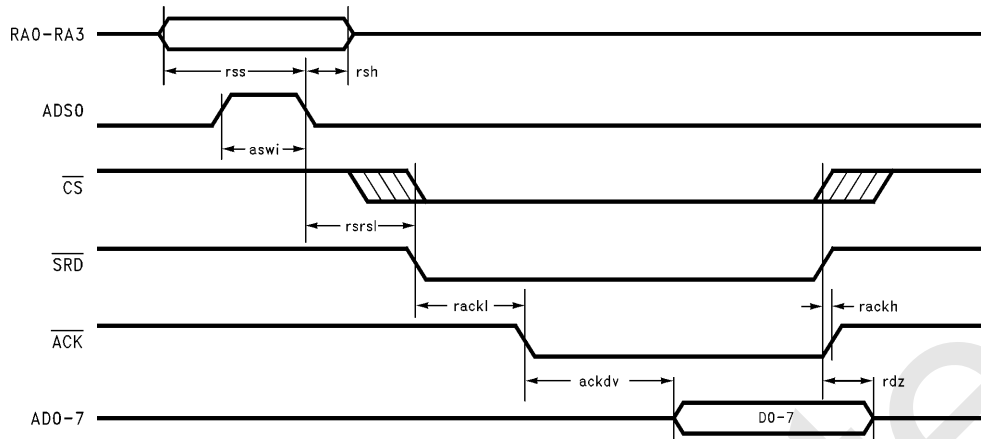 RA0-RA3
rss
rsh
ADS0
aswi
CS
rsrsl
SRD
rackl
rackh
ACK
ackdv
rdz
AD0-7
D0-7